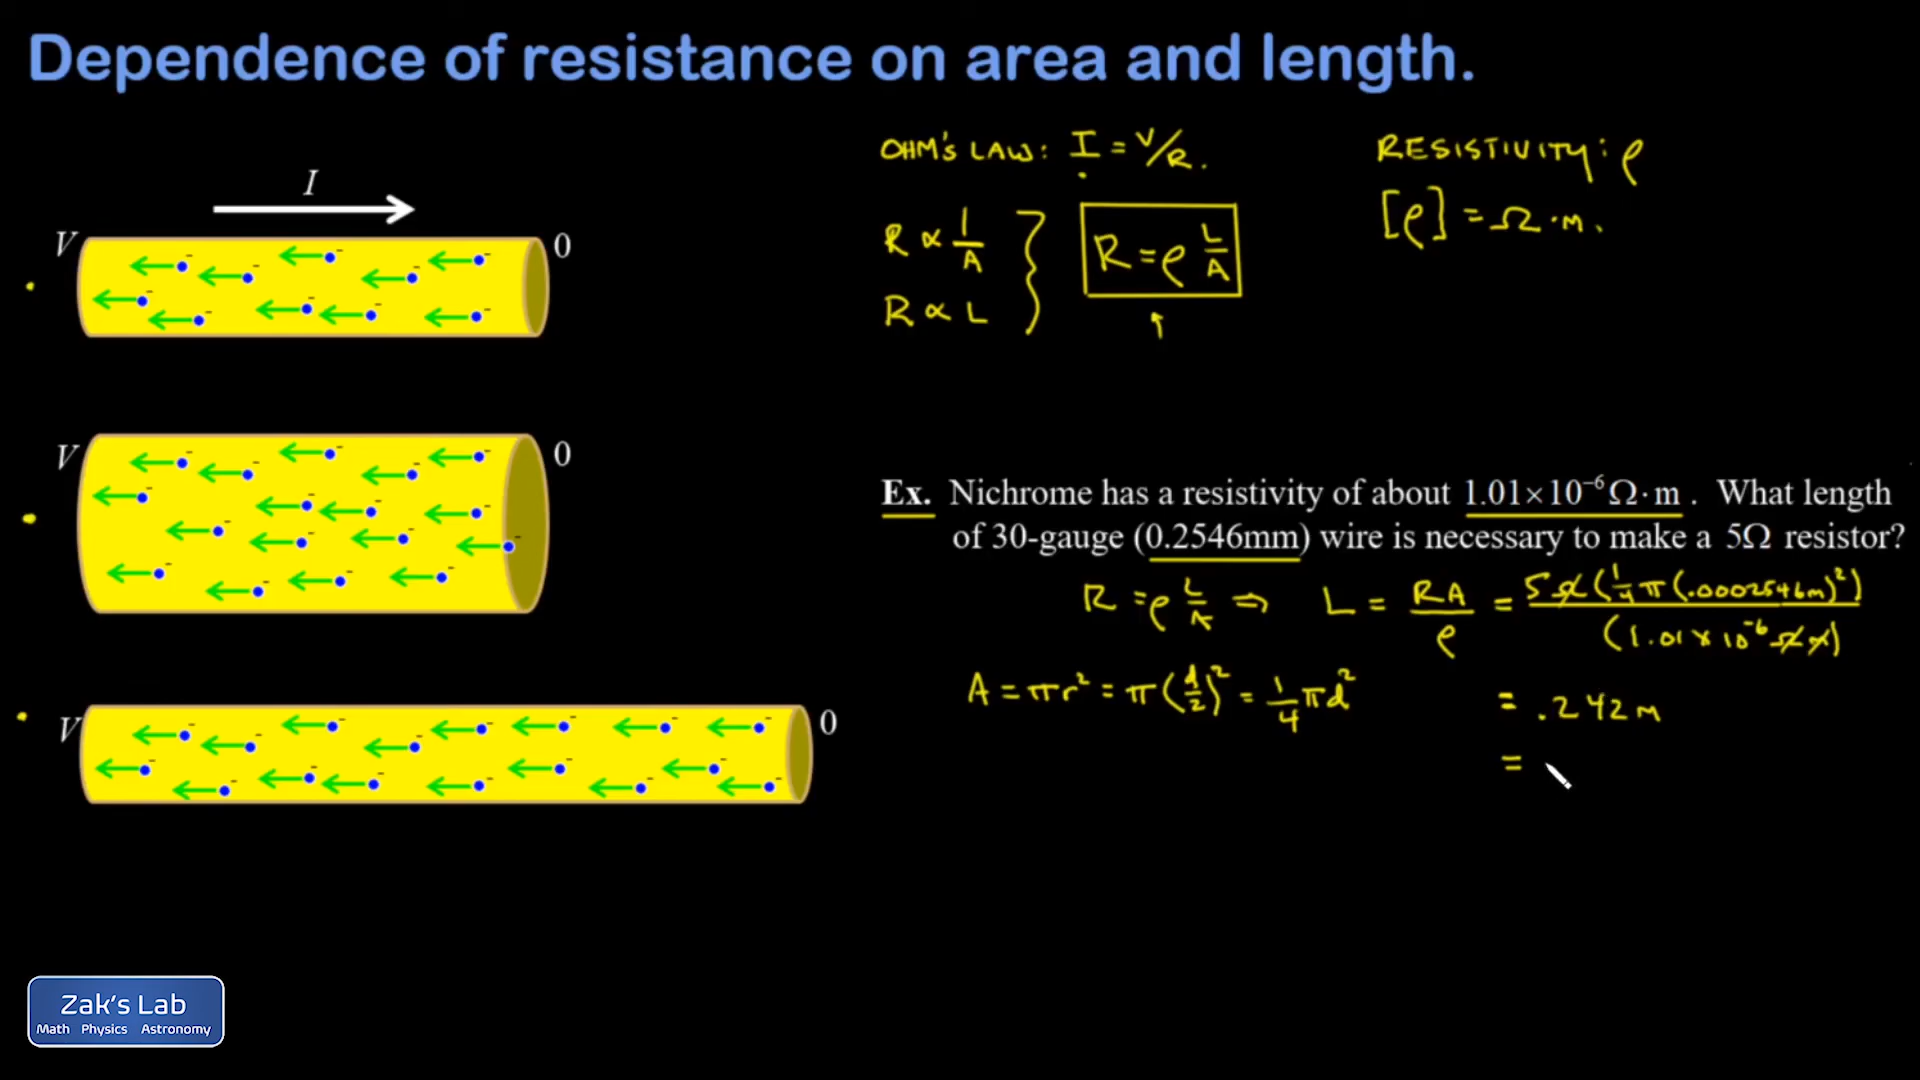 Dependence of resistance on area and length.
I
V 0
V 0
V 0
OHM'S LAW: I = V/R.
R ∝ 1/A
R ∝ L
R = ρ L/A
RESISTIVITY: ρ
[ρ] = Ω·m.
Ex. Nichrome has a resistivity of about 1.01×10⁻⁶ Ω·m. What length
of 30-gauge (0.2546mm) wire is necessary to make a 5Ω resistor?
R = ρ L/A ⇒ L = RA/ρ = 5Ω(1/4 π(.0002546m)²)/(1.01×10⁻⁶ Ω m)
A = πr² = π(d/2)² = 1/4 πd²
= .242m
=
Zak's Lab
Math Physics Astronomy